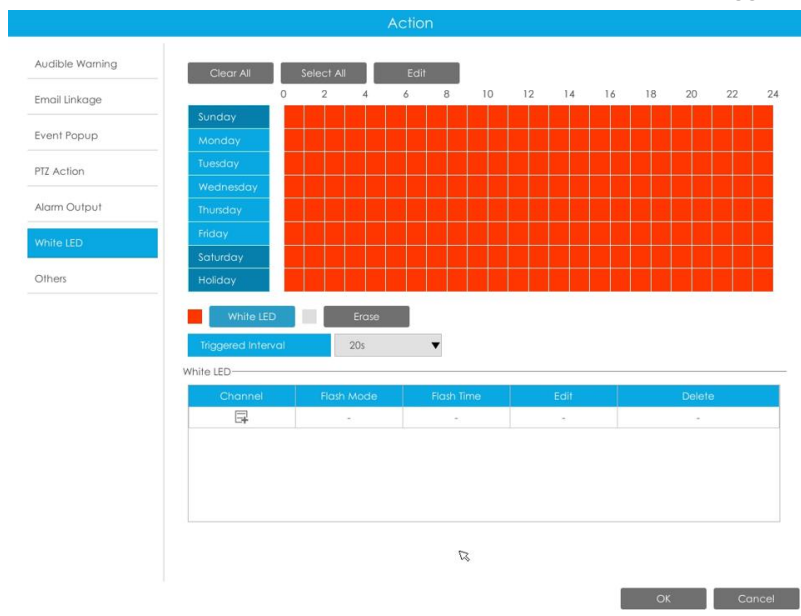 Action
Audible Warning
Email Linkage
Event Popup
PTZ Action
Alarm Output
White LED
Others
Clear All Select All Edit
0 2 4 6 8 10 12 14 16 18 20 22 24
Sunday
Monday
Tuesday
Wednesday
Thursday
Friday
Saturday
Holiday
White LED Erase
Triggered Interval 20s
White LED
Channel Flash Mode Flash Time Edit Delete
- - - -
OK Cancel